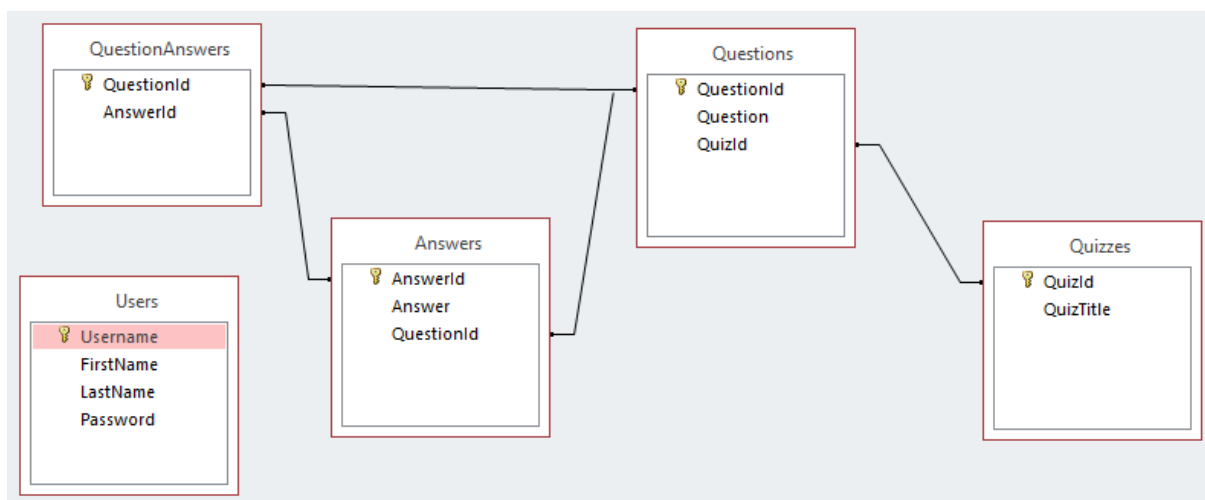 QuestionAnswers
QuestionId
AnswerId
Questions
QuestionId
Question
QuizId
Answers
AnswerId
Answer
QuestionId
Quizzes
QuizId
QuizTitle
Users
Username
FirstName
LastName
Password